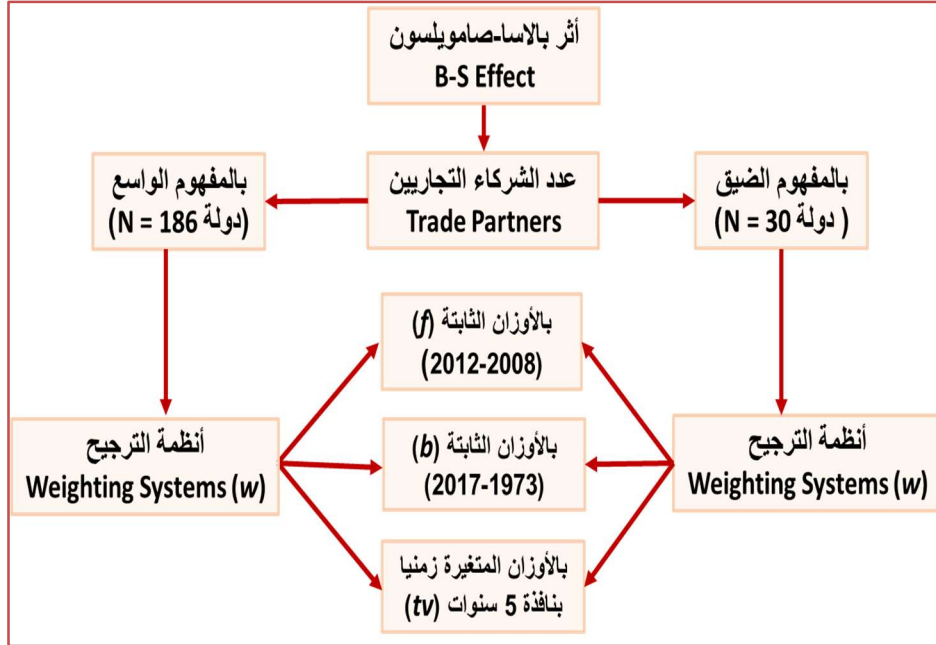 أثر بالاسا-صامويلسون
B-S Effect
بالمفهوم الضيق
( دولة N = 30)
عدد الشركاء التجاريين
Trade Partners
بالمفهوم الواسع
(دولة N = 186)
بالأوزان الثابتة (f)
(2012-2008)
أنظمة الترجيح
Weighting Systems (w)
بالأوزان الثابتة (b)
(2017-1973)
أنظمة الترجيح
Weighting Systems (w)
بالأوزان المتغيرة زمنيا
بنافذة 5 سنوات (tv)